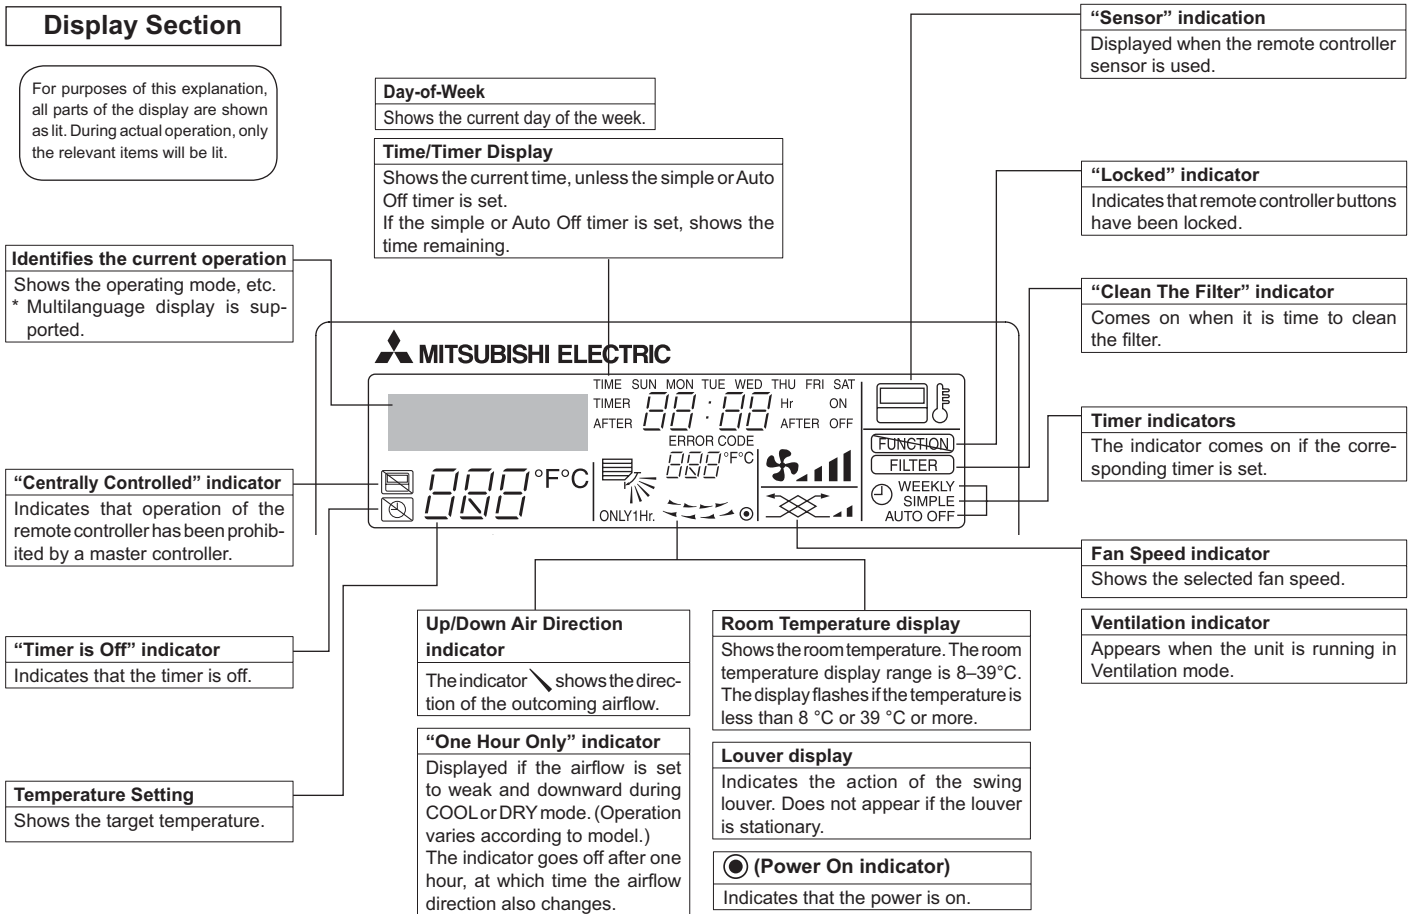 Display Section
For purposes of this explanation,
all parts of the display are shown
as lit. During actual operation, only
the relevant items will be lit.
Day-of-Week
Shows the current day of the week.
Time/Timer Display
Shows the current time, unless the simple or Auto
Off timer is set.
If the simple or Auto Off timer is set, shows the
time remaining.
“Sensor” indication
Displayed when the remote controller
sensor is used.
“Locked” indicator
Indicates that remote controller buttons
have been locked.
Identifies the current operation
Shows the operating mode, etc.
* Multilanguage display is sup-
ported.
“Clean The Filter” indicator
Comes on when it is time to clean
the filter.
MITSUBISHI ELECTRIC
TIME SUN MON TUE WED THU FRI SAT
TIMER 88:88 Hr ON
AFTER AFTER OFF
ERROR CODE
888 °F°C
FUNCTION
FILTER
888 °F°C
WEEKLY
SIMPLE
AUTO OFF
ONLY1Hr.
Timer indicators
The indicator comes on if the corre-
sponding timer is set.
“Centrally Controlled” indicator
Indicates that operation of the
remote controller has been prohib-
ited by a master controller.
Fan Speed indicator
Shows the selected fan speed.
“Timer is Off” indicator
Indicates that the timer is off.
Up/Down Air Direction
indicator
The indicator shows the direc-
tion of the outcoming airflow.
Room Temperature display
Shows the room temperature. The room
temperature display range is 8–39°C.
The display flashes if the temperature is
less than 8 °C or 39 °C or more.
Ventilation indicator
Appears when the unit is running in
Ventilation mode.
“One Hour Only” indicator
Displayed if the airflow is set
to weak and downward during
COOL or DRY mode. (Operation
varies according to model.)
The indicator goes off after one
hour, at which time the airflow
direction also changes.
Louver display
Indicates the action of the swing
louver. Does not appear if the louver
is stationary.
Temperature Setting
Shows the target temperature.
(Power On indicator)
Indicates that the power is on.